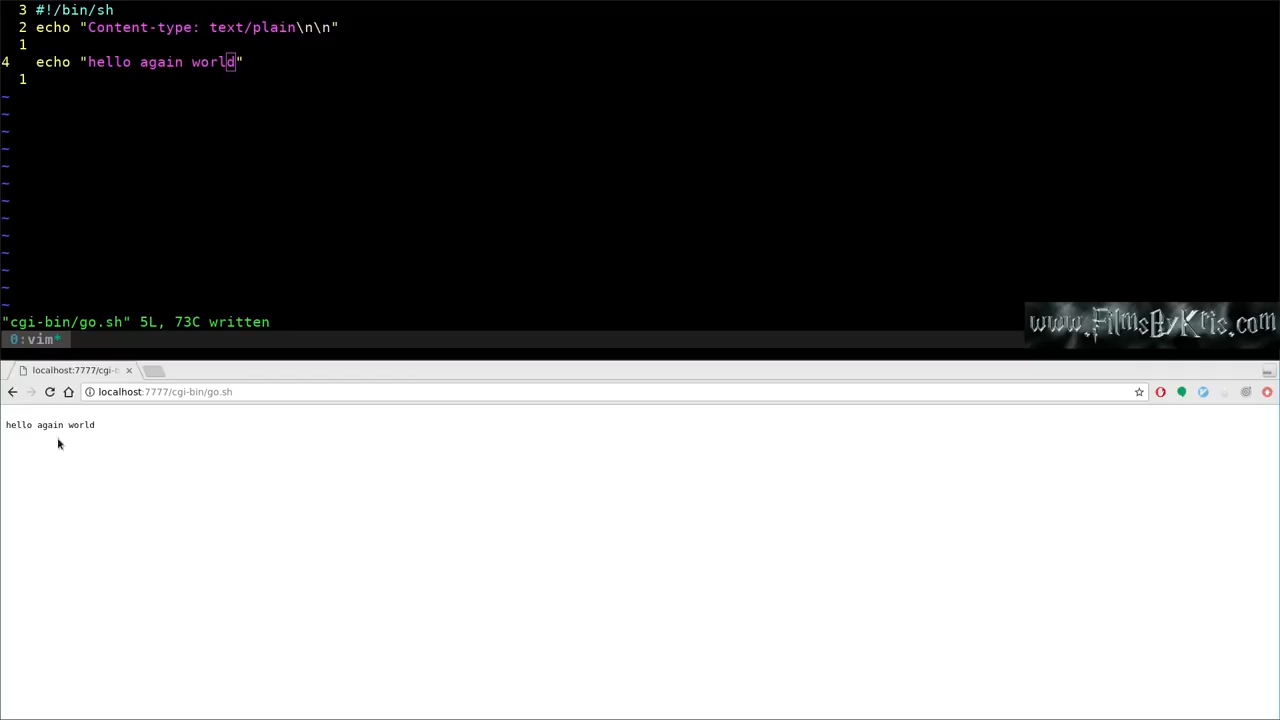 3 #!/bin/sh
2 echo "Content-type: text/plain\n\n"
1
4 echo "hello again world"
1
~
~
~
~
~
~
~
~
~
~
~
~
~
"cgi-bin/go.sh" 5L, 73C written
www.FilmsByKris.com
0:vim*
localhost:7777/cgi-b
localhost:7777/cgi-bin/go.sh
hello again world